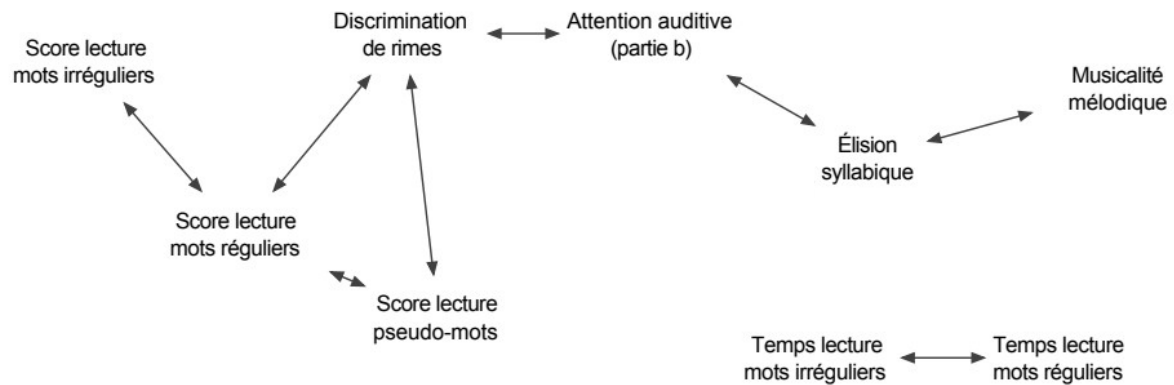 Score lecture
mots irréguliers
Discrimination
de rimes
Attention auditive
(partie b)
Musicalité
mélodique
Élision
syllabique
Score lecture
mots réguliers
Score lecture
pseudo-mots
Temps lecture
mots irréguliers
Temps lecture
mots réguliers